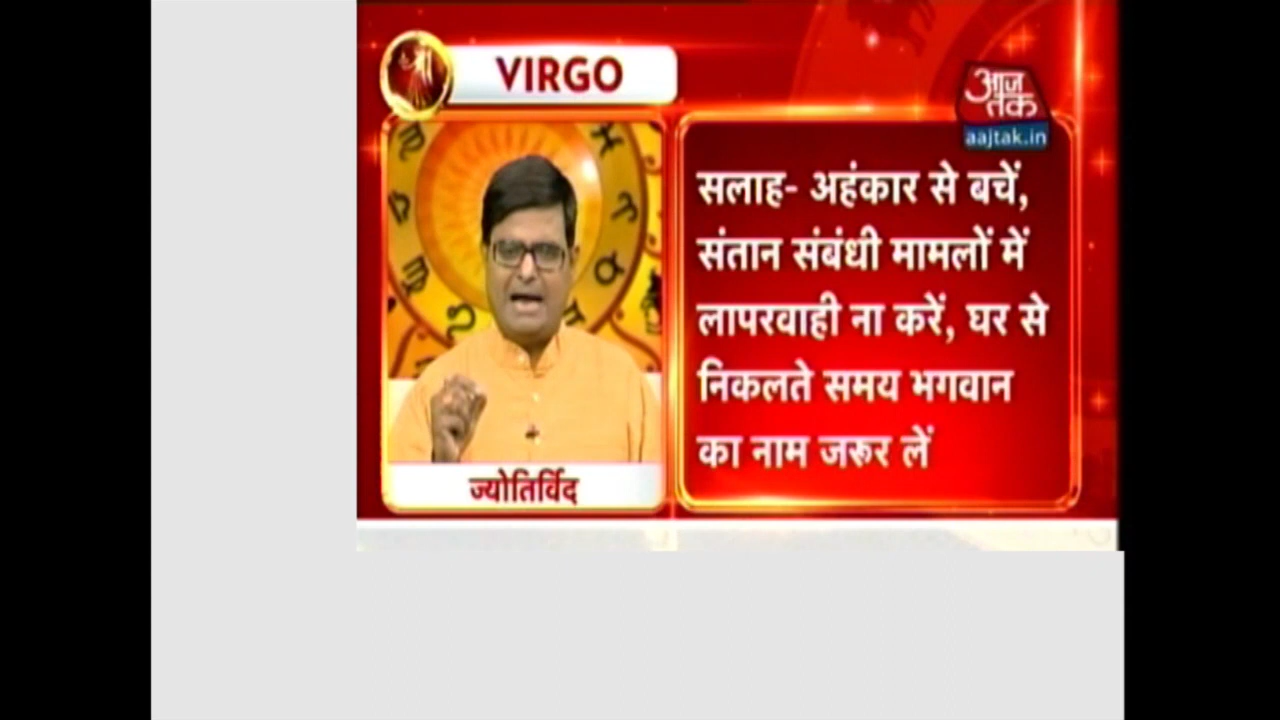 VIRGO
आज
तक
aajtak.in
सलाह- अहंकार से बचें,
संतान संबंधी मामलों में
लापरवाही ना करें, घर से
निकलते समय भगवान
का नाम जरूर लें
ज्योतिर्विद